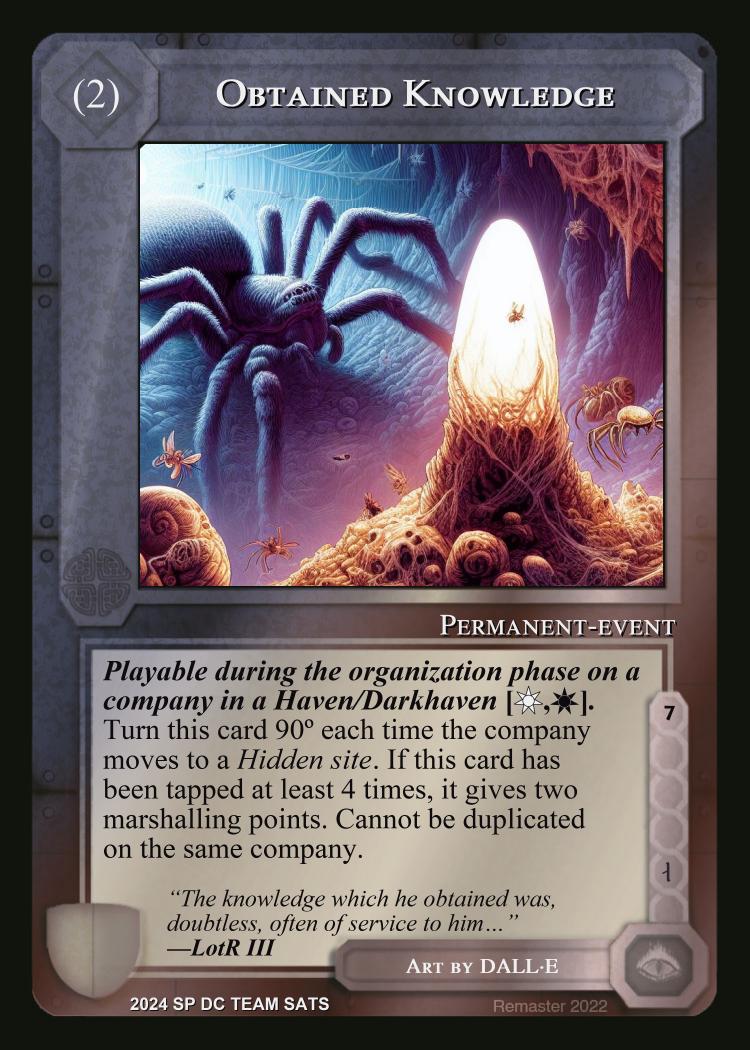 (2)
Obtained Knowledge
Permanent-event
Playable during the organization phase on a
company in a Haven/Darkhaven [☼,✷].
Turn this card 90º each time the company
moves to a Hidden site. If this card has
been tapped at least 4 times, it gives two
marshalling points. Cannot be duplicated
on the same company.
7
“The knowledge which he obtained was,
doubtless, often of service to him…”
—LotR III
Art by DALL·E
2024 SP DC TEAM SATS
Remaster 2022